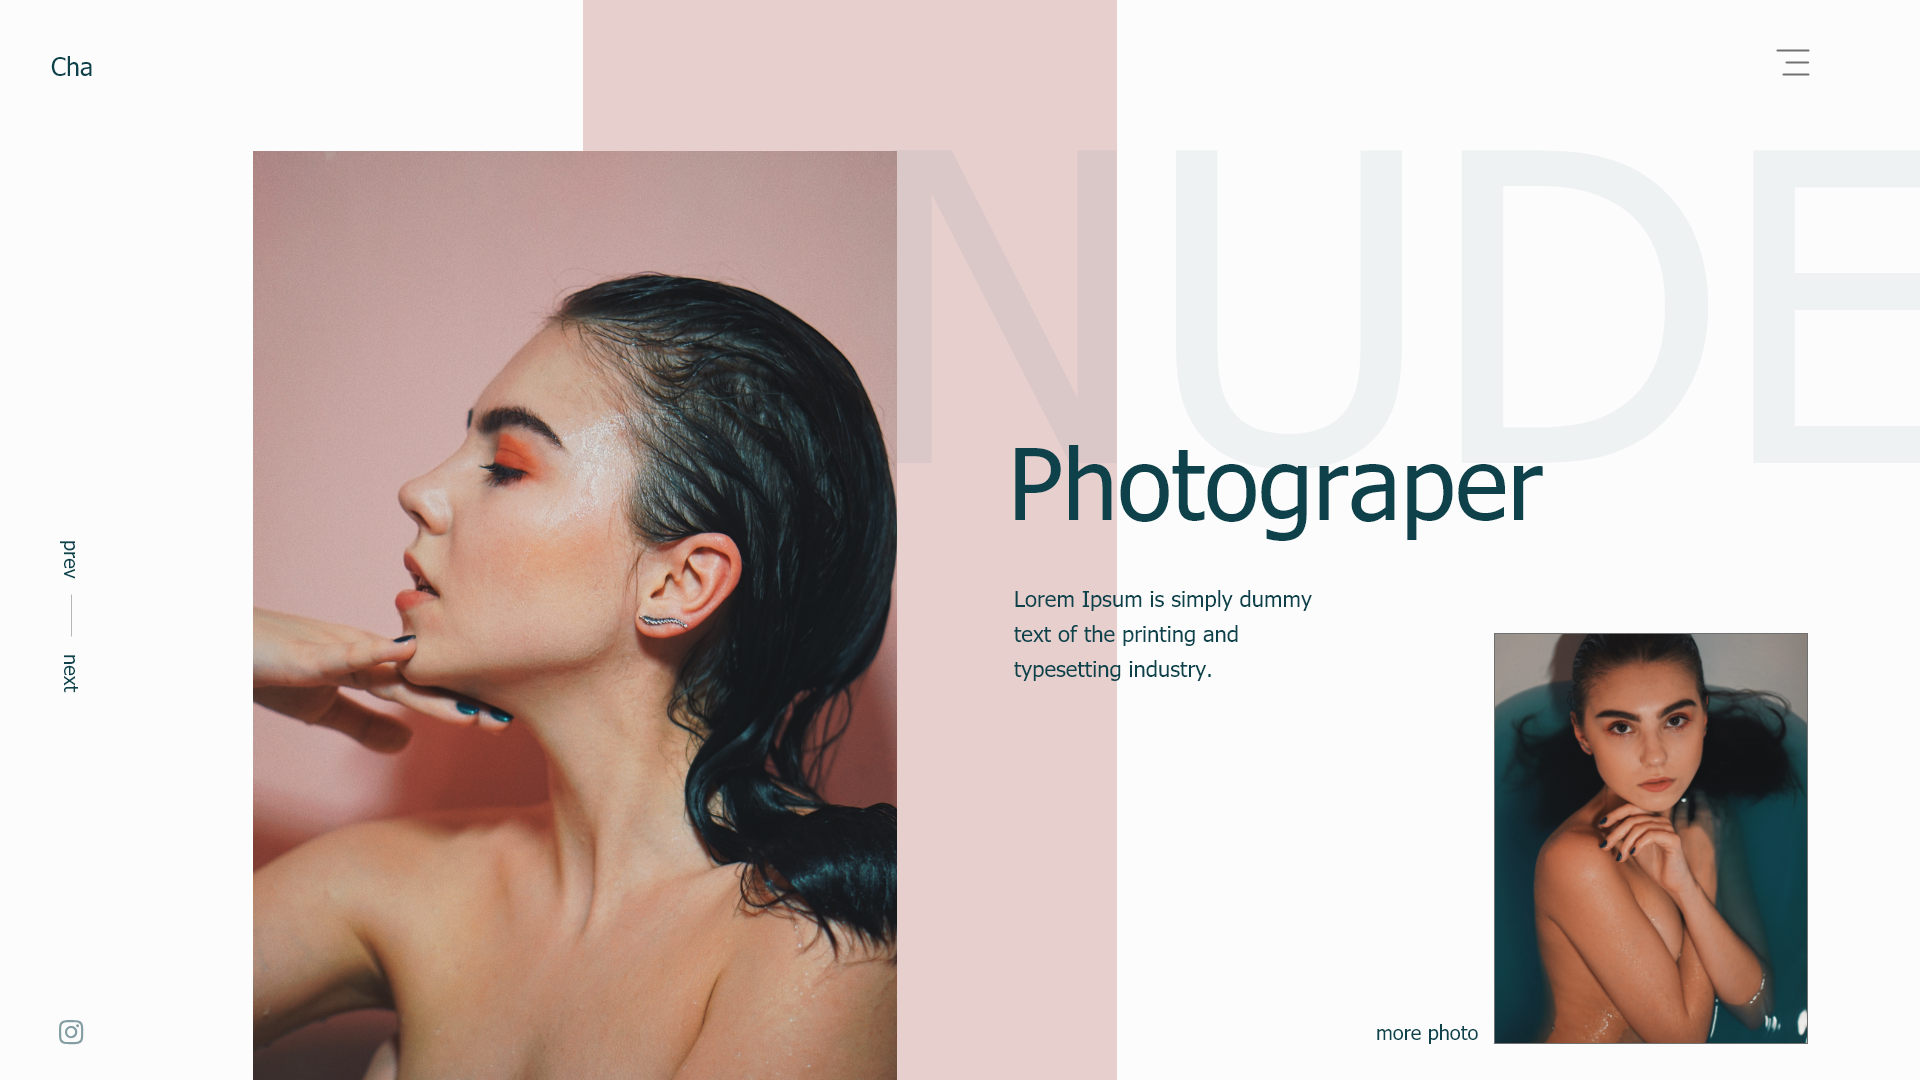 Cha
NUDE
Photograper
Lorem Ipsum is simply dummy
text of the printing and
typesetting industry.
prev
next
more photo